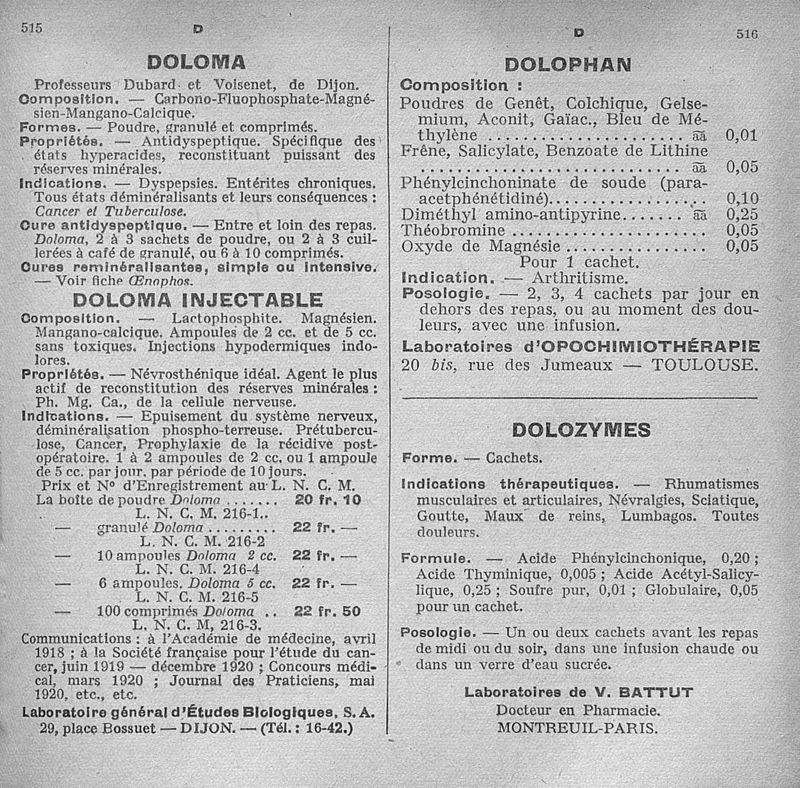 515
D
DOLOMA
Professeurs Dubard et Voisenet, de Dijon.
Composition. — Carbono-Fluophosphate-Magné-
sien-Mangano-Calcique.
Formes. — Poudre, granulé et comprimés.
Propriétés. — Antidyspeptique. Spécifique des
états hyperacides, reconstituant puissant des
réserves minérales.
Indications. — Dyspepsies. Entérites chroniques.
Tous états déminéralisants et leurs conséquences :
Cancer et Tuberculose.
Cure antidyspeptique. — Entre et loin des repas.
Doloma, 2 à 3 sachets de poudre, ou 2 à 3 cuil-
lerées à café de granulé, ou 6 à 10 comprimés.
Cures reminéralisantes, simple ou intensive.
— Voir fiche Œnophos.
DOLOMA INJECTABLE
Composition. — Lactophosphite. Magnésien.
Mangano-calcique. Ampoules de 2 cc. et de 5 cc.
sans toxiques. Injections hypodermiques indo-
lores.
Propriétés. — Névrosthénique idéal. Agent le plus
actif de reconstitution des réserves minérales :
Ph. Mg. Ca., de la cellule nerveuse.
Indications. — Epuisement du système nerveux,
déminéralisation phospho-terreuse. Prétubercu-
lose, Cancer, Prophylaxie de la récidive post-
opératoire. 1 à 2 ampoules de 2 cc, ou 1 ampoule
de 5 cc. par jour, par période de 10 jours.
Prix et Nº d'Enregistrement au L. N. C. M.
La boîte de poudre Doloma ....... 20 fr. 10
L. N. C. M. 216-1..
— granulé Doloma ......... 22 fr. —
L. N. C. M. 216-2
— 10 ampoules Doloma 2 cc. 22 fr. —
L. N. C. M. 216-4
— 6 ampoules. Doloma 5 cc. 22 fr. —
L. N. C. M. 216-5
— 100 comprimés Doloma .. 22 fr. 50
L. N. C. M, 216-3.
Communications : à l'Académie de médecine, avril
1918 ; à la Société française pour l'étude du can-
cer, juin 1919 — décembre 1920 ; Concours médi-
cal, mars 1920 ; Journal des Praticiens, mai
1920, etc., etc.
Laboratoire général d'Études Biologiques, S. A.
29, place Bossuet — DIJON. — (Tél. : 16-42.)
D
516
DOLOPHAN
Composition :
Poudres de Genêt, Colchique, Gelse-
mium, Aconit, Gaïac., Bleu de Mé-
thylène ...................... āā 0,01
Frêne, Salicylate, Benzoate de Lithine
............................. āā 0,05
Phénylcinchoninate de soude (para-
acetphénétidiné)................. 0,10
Diméthyl amino-antipyrine....... āā 0,25
Théobromine .................... 0,05
Oxyde de Magnésie ................ 0,05
Pour 1 cachet.
Indication. — Arthritisme.
Posologie. — 2, 3, 4 cachets par jour en
dehors des repas, ou au moment des dou-
leurs, avec une infusion.
Laboratoires d'OPOCHIMIOTHÉRAPIE
20 bis, rue des Jumeaux — TOULOUSE.
DOLOZYMES
Forme. — Cachets.
Indications thérapeutiques. — Rhumatismes
musculaires et articulaires, Névralgies, Sciatique,
Goutte, Maux de reins, Lumbagos. Toutes
douleurs.
Formule. — Acide Phénylcinchonique, 0,20 ;
Acide Thyminique, 0,005 ; Acide Acétyl-Salicy-
lique, 0,25 ; Soufre pur, 0,01 ; Globulaire, 0,05
pour un cachet.
Posologie. — Un ou deux cachets avant les repas
de midi ou du soir, dans une infusion chaude ou
dans un verre d'eau sucrée.
Laboratoires de V. BATTUT
Docteur en Pharmacie.
MONTREUIL-PARIS.